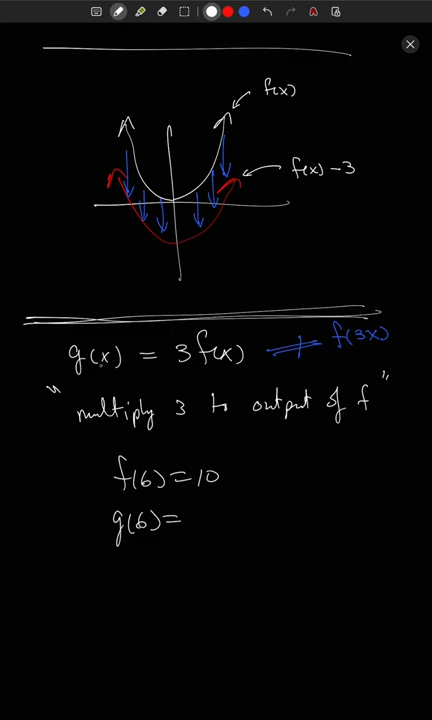 f(x)
f(x) - 3
g(x) = 3f(x) ≠ f(3x)
"multiply 3 to output of f"
f(6) = 10
g(6) =